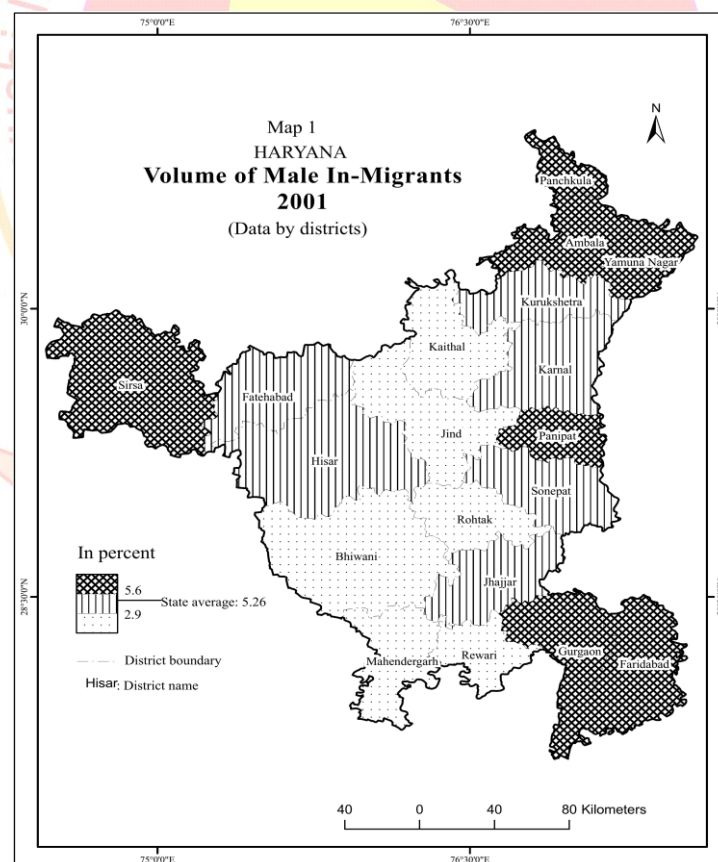 75°0'0"E 76°30'0"E
N
Map 1
HARYANA
Volume of Male In-Migrants
2001
(Data by districts)
Panchkula
Ambala
Yamuna Nagar
30°0'0"N
Kurukshetra
Kaithal
Karnal
Sirsa
Fatehabad
Jind
Panipat
Hisar
Sonepat
Rohtak
Bhiwani
Jhajjar
Gurgaon
Faridabad
Rewari
Mahendergarh
In percent
5.6
State average: 5.26
2.9
28°30'0"N
District boundary
Hisar: District name
40 0 40 80 Kilometers
75°0'0"E 76°30'0"E